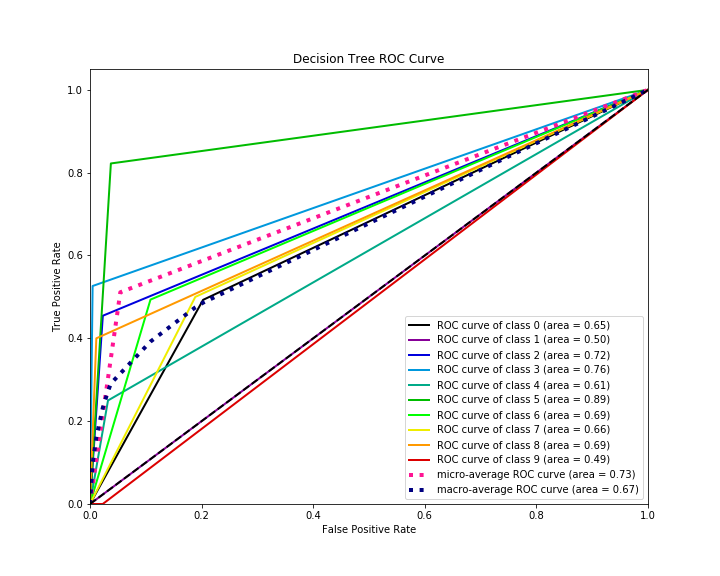 Decision Tree ROC Curve
True Positive Rate
1.0
0.8
0.6
0.4
0.2
0.0
ROC curve of class 0 (area = 0.65)
ROC curve of class 1 (area = 0.50)
ROC curve of class 2 (area = 0.72)
ROC curve of class 3 (area = 0.76)
ROC curve of class 4 (area = 0.61)
ROC curve of class 5 (area = 0.89)
ROC curve of class 6 (area = 0.69)
ROC curve of class 7 (area = 0.66)
ROC curve of class 8 (area = 0.69)
ROC curve of class 9 (area = 0.49)
micro-average ROC curve (area = 0.73)
macro-average ROC curve (area = 0.67)
0.0 0.2 0.4 0.6 0.8 1.0
False Positive Rate